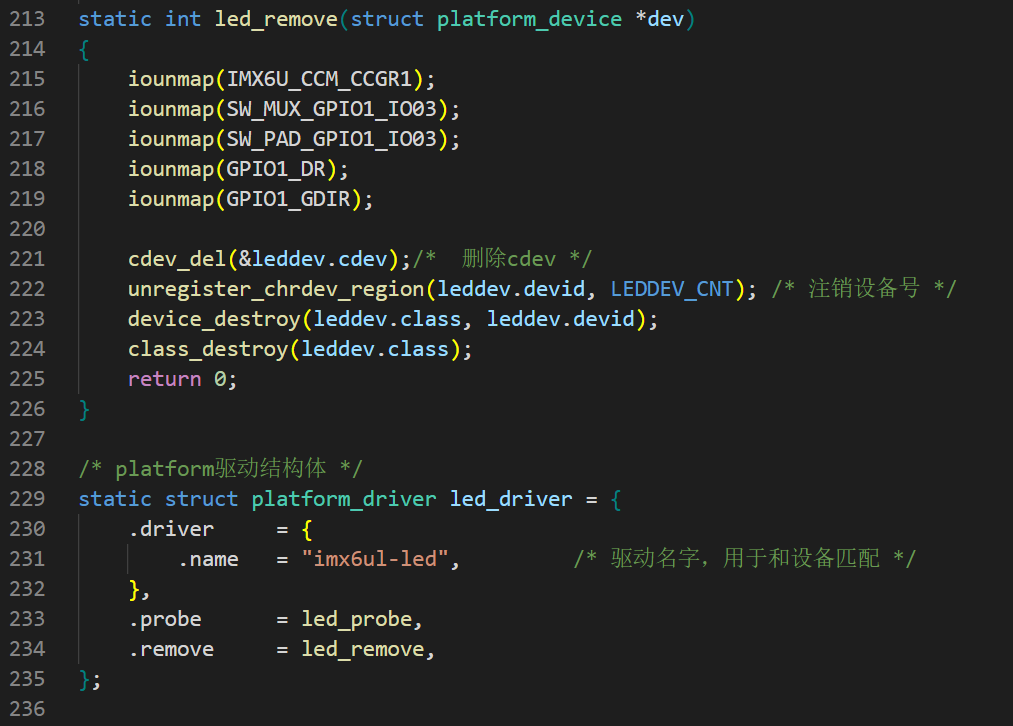 213 static int led_remove(struct platform_device *dev)
214 {
215     iounmap(IMX6U_CCM_CCGR1);
216     iounmap(SW_MUX_GPIO1_IO03);
217     iounmap(SW_PAD_GPIO1_IO03);
218     iounmap(GPIO1_DR);
219     iounmap(GPIO1_GDIR);
220
221     cdev_del(&leddev.cdev);/*  删除cdev */
222     unregister_chrdev_region(leddev.devid, LEDDEV_CNT); /* 注销设备号 */
223     device_destroy(leddev.class, leddev.devid);
224     class_destroy(leddev.class);
225     return 0;
226 }
227
228 /* platform驱动结构体 */
229 static struct platform_driver led_driver = {
230     .driver     = {
231         .name   = "imx6ul-led",         /* 驱动名字，用于和设备匹配 */
232     },
233     .probe      = led_probe,
234     .remove     = led_remove,
235 };
236